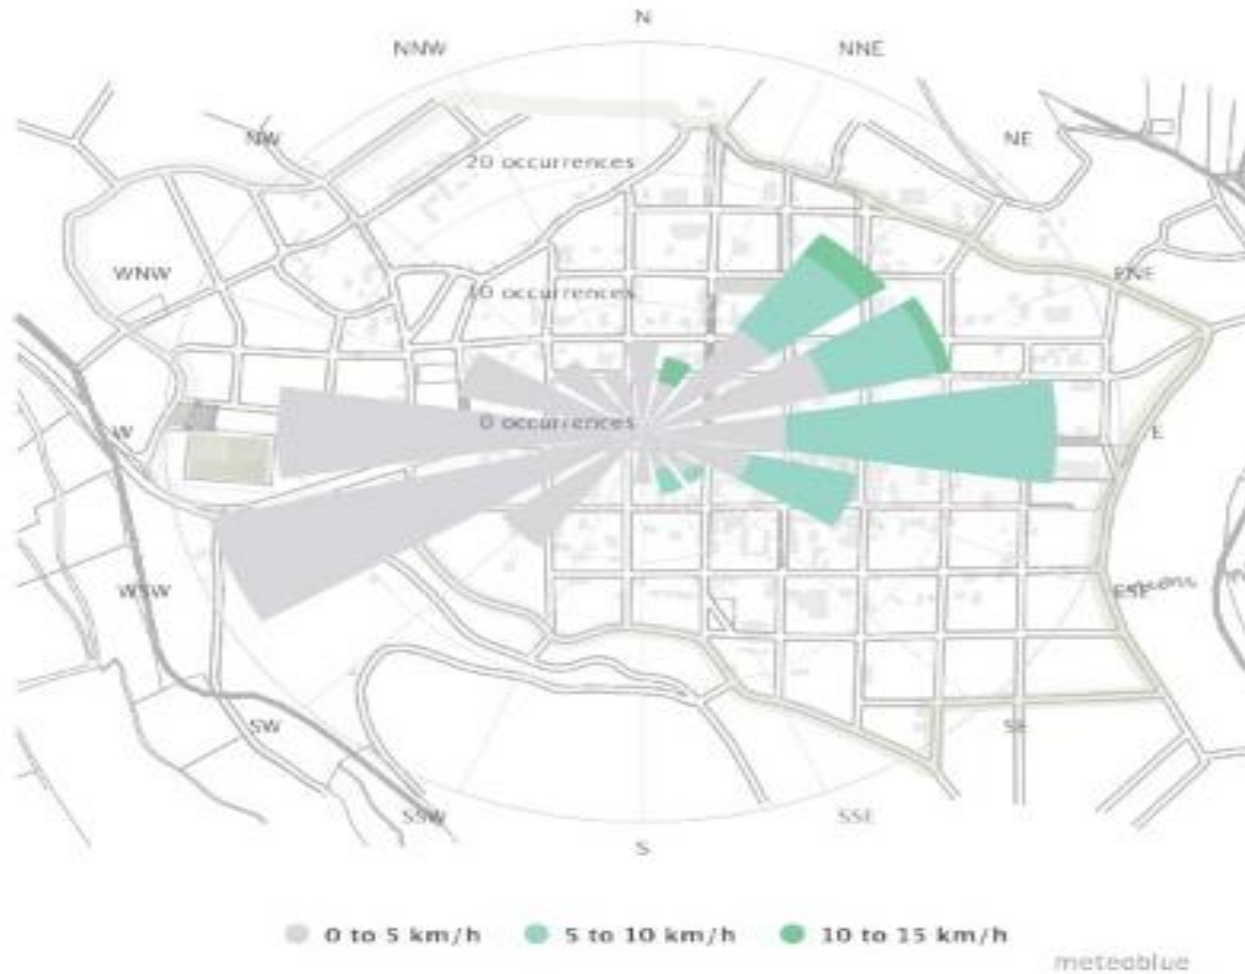 N
NNW
NNE
NW
NE
20 occurrences
WNW
ENE
10 occurrences
0 occurrences
W
E
WSW
ESE
SW
SE
SSW
SSE
S
0 to 5 km/h
5 to 10 km/h
10 to 15 km/h
meteoblue